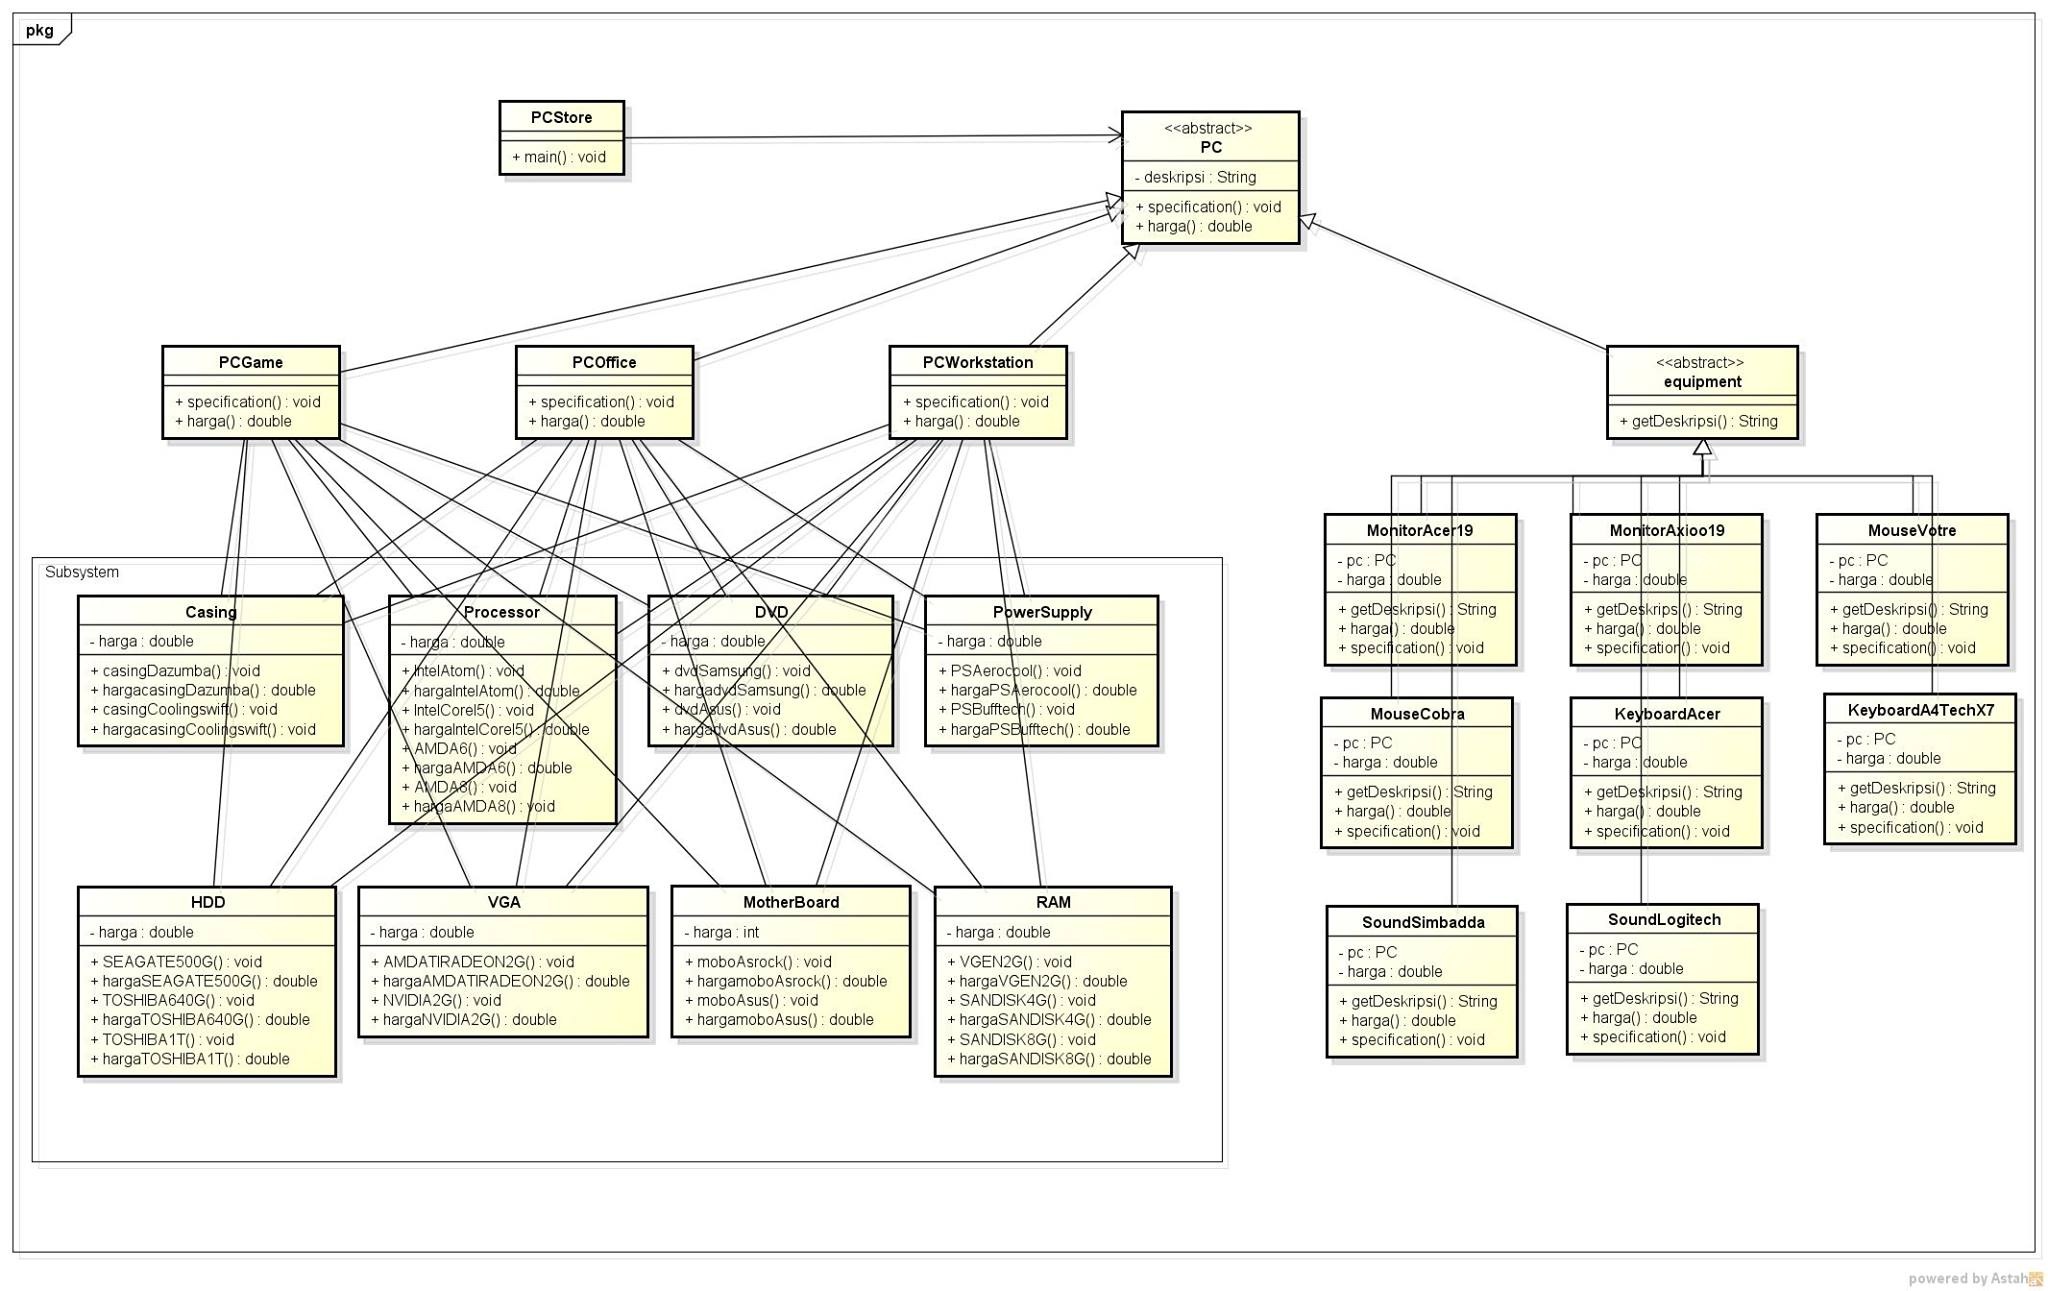 pkg
PCStore
+ main() : void
<<abstract>>
PC
- deskripsi : String
+ specification() : void
+ harga() : double
PCGame
+ specification() : void
+ harga() : double
PCOffice
+ specification() : void
+ harga() : double
PCWorkstation
+ specification() : void
+ harga() : double
<<abstract>>
equipment
+ getDeskripsi() : String
MonitorAcer19
- pc : PC
- harga : double
+ getDeskripsi() : String
+ harga() : double
+ specification() : void
MonitorAxioo19
- pc : PC
- harga : double
+ getDeskripsi() : String
+ harga() : double
+ specification() : void
MouseVotre
- pc : PC
- harga : double
+ getDeskripsi() : String
+ harga() : double
+ specification() : void
Subsystem
Casing
- harga : double
+ casingDazumba() : void
+ hargacasingDazumba() : double
+ casingCoolingswift() : void
+ hargacasingCoolingswift() : void
Processor
- harga : double
+ IntelAtom() : void
+ hargaIntelAtom() : double
+ IntelCoreI5() : void
+ hargaIntelCoreI5() : double
+ AMDA6() : void
+ hargaAMDA6() : double
+ AMDA8() : void
+ hargaAMDA8() : void
DVD
- harga : double
+ dvdSamsung() : void
+ hargadvdSamsung() : double
+ dvdAsus() : void
+ hargadvdAsus() : double
PowerSupply
- harga : double
+ PSAerocool() : void
+ hargaPSAerocool() : double
+ PSBufftech() : void
+ hargaPSBufftech() : double
MouseCobra
- pc : PC
- harga : double
+ getDeskripsi() : String
+ harga() : double
+ specification() : void
KeyboardAcer
- pc : PC
- harga : double
+ getDeskripsi() : String
+ harga() : double
+ specification() : void
KeyboardA4TechX7
- pc : PC
- harga : double
+ getDeskripsi() : String
+ harga() : double
+ specification() : void
HDD
- harga : double
+ SEAGATE500G() : void
+ hargaSEAGATE500G() : double
+ TOSHIBA640G() : void
+ hargaTOSHIBA640G() : double
+ TOSHIBA1T() : void
+ hargaTOSHIBA1T() : double
VGA
- harga : double
+ AMDATIRADEON2G() : void
+ hargaAMDATIRADEON2G() : double
+ NVIDIA2G() : void
+ hargaNVIDIA2G() : double
MotherBoard
- harga : int
+ moboAsrock() : void
+ hargamoboAsrock() : double
+ moboAsus() : void
+ hargamoboAsus() : double
RAM
- harga : double
+ VGEN2G() : void
+ hargaVGEN2G() : double
+ SANDISK4G() : void
+ hargaSANDISK4G() : double
+ SANDISK8G() : void
+ hargaSANDISK8G() : double
SoundSimbadda
- pc : PC
- harga : double
+ getDeskripsi() : String
+ harga() : double
+ specification() : void
SoundLogitech
- pc : PC
- harga : double
+ getDeskripsi() : String
+ harga() : double
+ specification() : void
powered by Astah